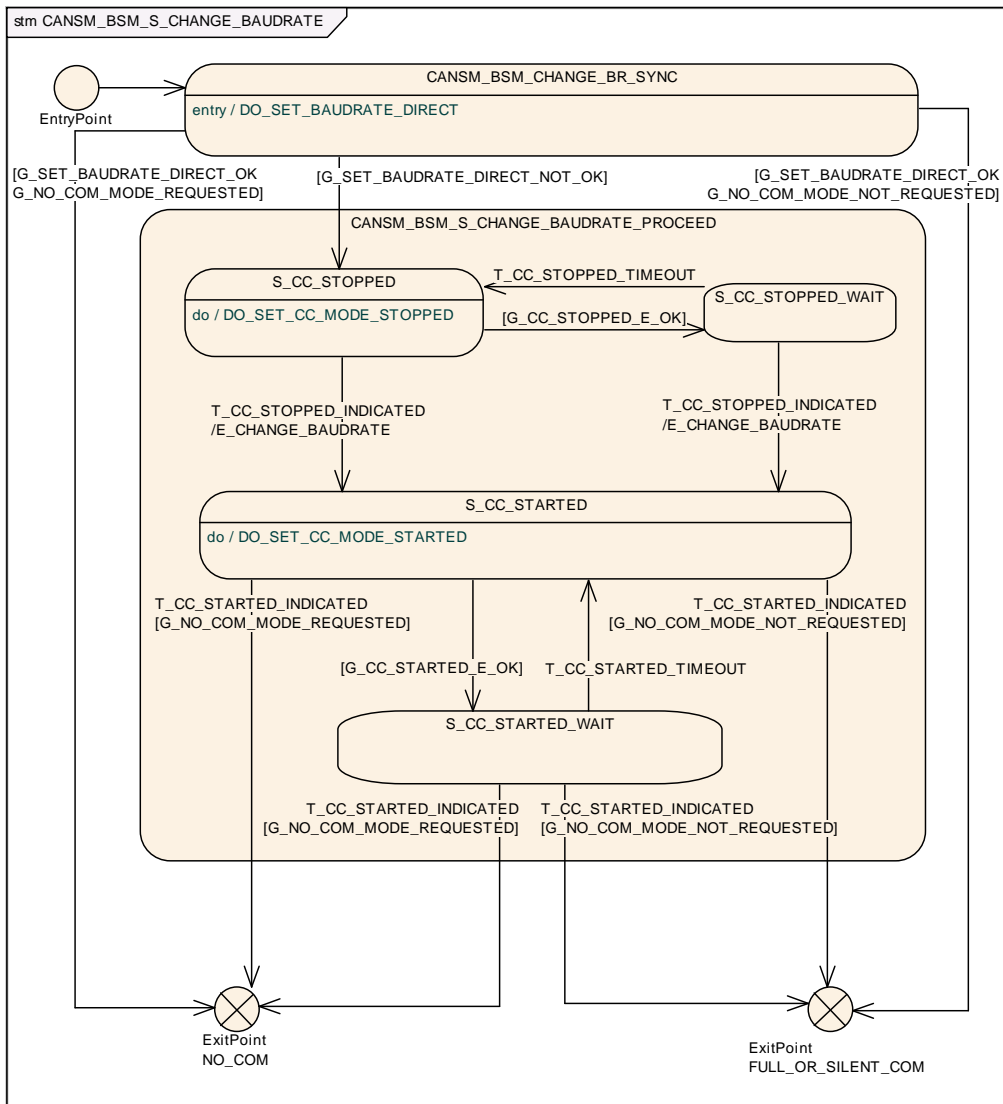 stm CANSM_BSM_S_CHANGE_BAUDRATE
CANSM_BSM_CHANGE_BR_SYNC
entry / DO_SET_BAUDRATE_DIRECT
EntryPoint
[G_SET_BAUDRATE_DIRECT_OK
G_NO_COM_MODE_REQUESTED]
[G_SET_BAUDRATE_DIRECT_NOT_OK]
[G_SET_BAUDRATE_DIRECT_OK
G_NO_COM_MODE_NOT_REQUESTED]
CANSM_BSM_S_CHANGE_BAUDRATE_PROCEED
S_CC_STOPPED
do / DO_SET_CC_MODE_STOPPED
T_CC_STOPPED_TIMEOUT
[G_CC_STOPPED_E_OK]
S_CC_STOPPED_WAIT
T_CC_STOPPED_INDICATED
/E_CHANGE_BAUDRATE
T_CC_STOPPED_INDICATED
/E_CHANGE_BAUDRATE
S_CC_STARTED
do / DO_SET_CC_MODE_STARTED
T_CC_STARTED_INDICATED
[G_NO_COM_MODE_REQUESTED]
T_CC_STARTED_INDICATED
[G_NO_COM_MODE_NOT_REQUESTED]
[G_CC_STARTED_E_OK]
T_CC_STARTED_TIMEOUT
S_CC_STARTED_WAIT
T_CC_STARTED_INDICATED
[G_NO_COM_MODE_REQUESTED]
T_CC_STARTED_INDICATED
[G_NO_COM_MODE_NOT_REQUESTED]
ExitPoint
NO_COM
ExitPoint
FULL_OR_SILENT_COM